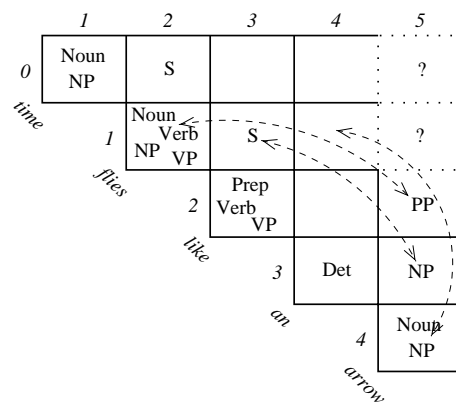 1 2 3 4 5
0 Noun NP S ?
time
1 Noun Verb NP VP S ?
flies
2 Prep Verb VP PP
like
3 Det NP
an
4 Noun NP
arrow